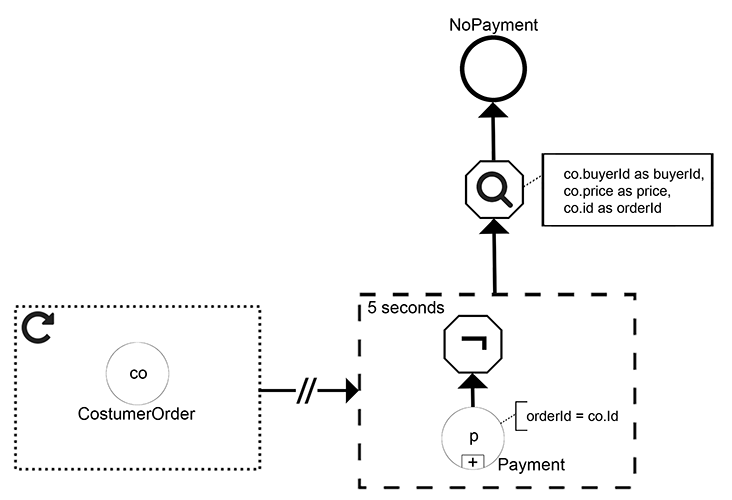 NoPayment
co.buyerId as buyerId,
co.price as price,
co.id as orderId
5 seconds
co
CostumerOrder
orderId = co.Id
p
+
Payment